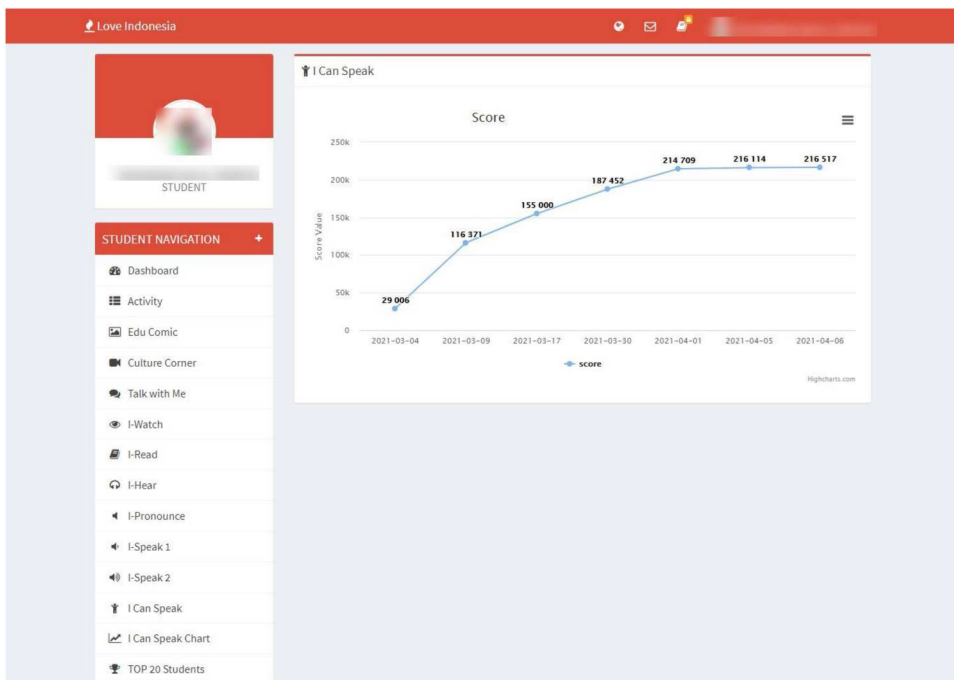 Love Indonesia
STUDENT
STUDENT NAVIGATION +
Dashboard
Activity
Edu Comic
Culture Corner
Talk with Me
I-Watch
I-Read
I-Hear
I-Pronounce
I-Speak 1
I-Speak 2
I Can Speak
I Can Speak Chart
TOP 20 Students
I Can Speak
Score
Score Value
250k
200k
150k
100k
50k
0
29 006
116 371
155 000
187 452
214 709
216 114
216 517
2021-03-04 2021-03-09 2021-03-17 2021-03-30 2021-04-01 2021-04-05 2021-04-06
score
Highcharts.com